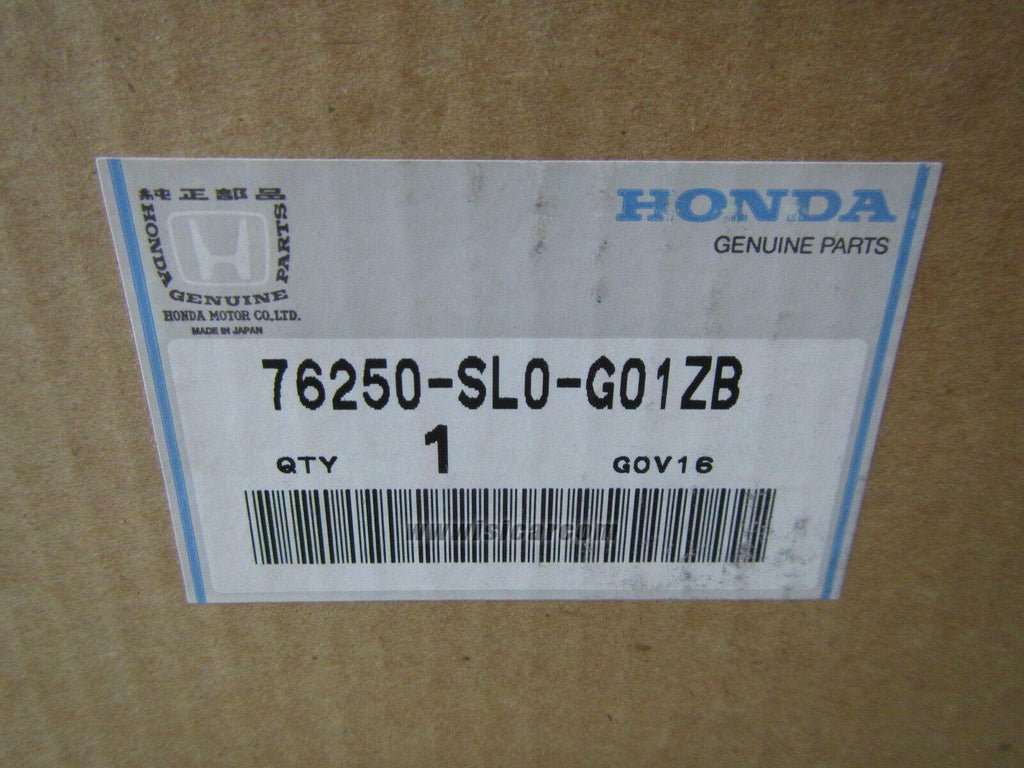 純正部品
HONDA GENUINE PARTS
HONDA MOTOR CO.,LTD.
MADE IN JAPAN
HONDA
GENUINE PARTS
76250-SL0-G01ZB
QTY 1 G0V16
www.isicar.com